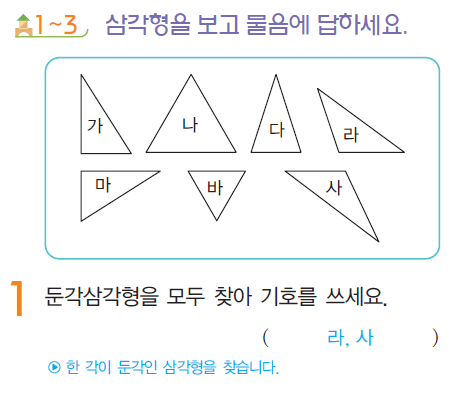 1~3 삼각형을 보고 물음에 답하세요.
가 나 다 라
마 바 사
1 둔각삼각형을 모두 찾아 기호를 쓰세요.
( 라, 사 )
한 각이 둔각인 삼각형을 찾습니다.